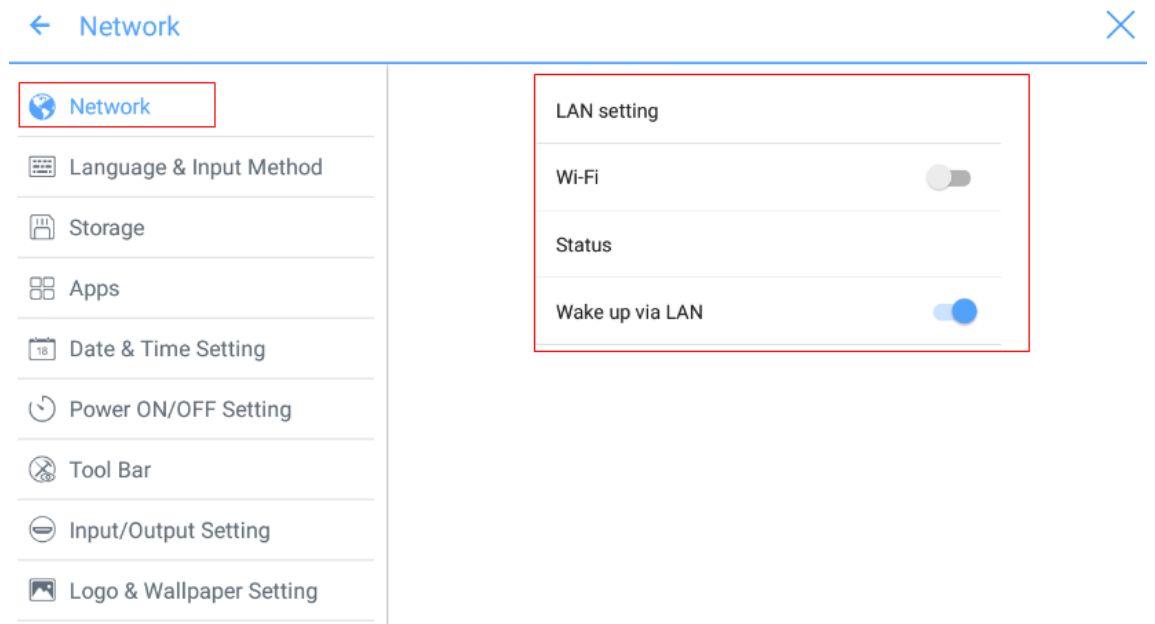 Network
Network
Language & Input Method
Storage
Apps
18
Date & Time Setting
Power ON/OFF Setting
Tool Bar
Input/Output Setting
Logo & Wallpaper Setting
LAN setting
Wi-Fi
Status
Wake up via LAN